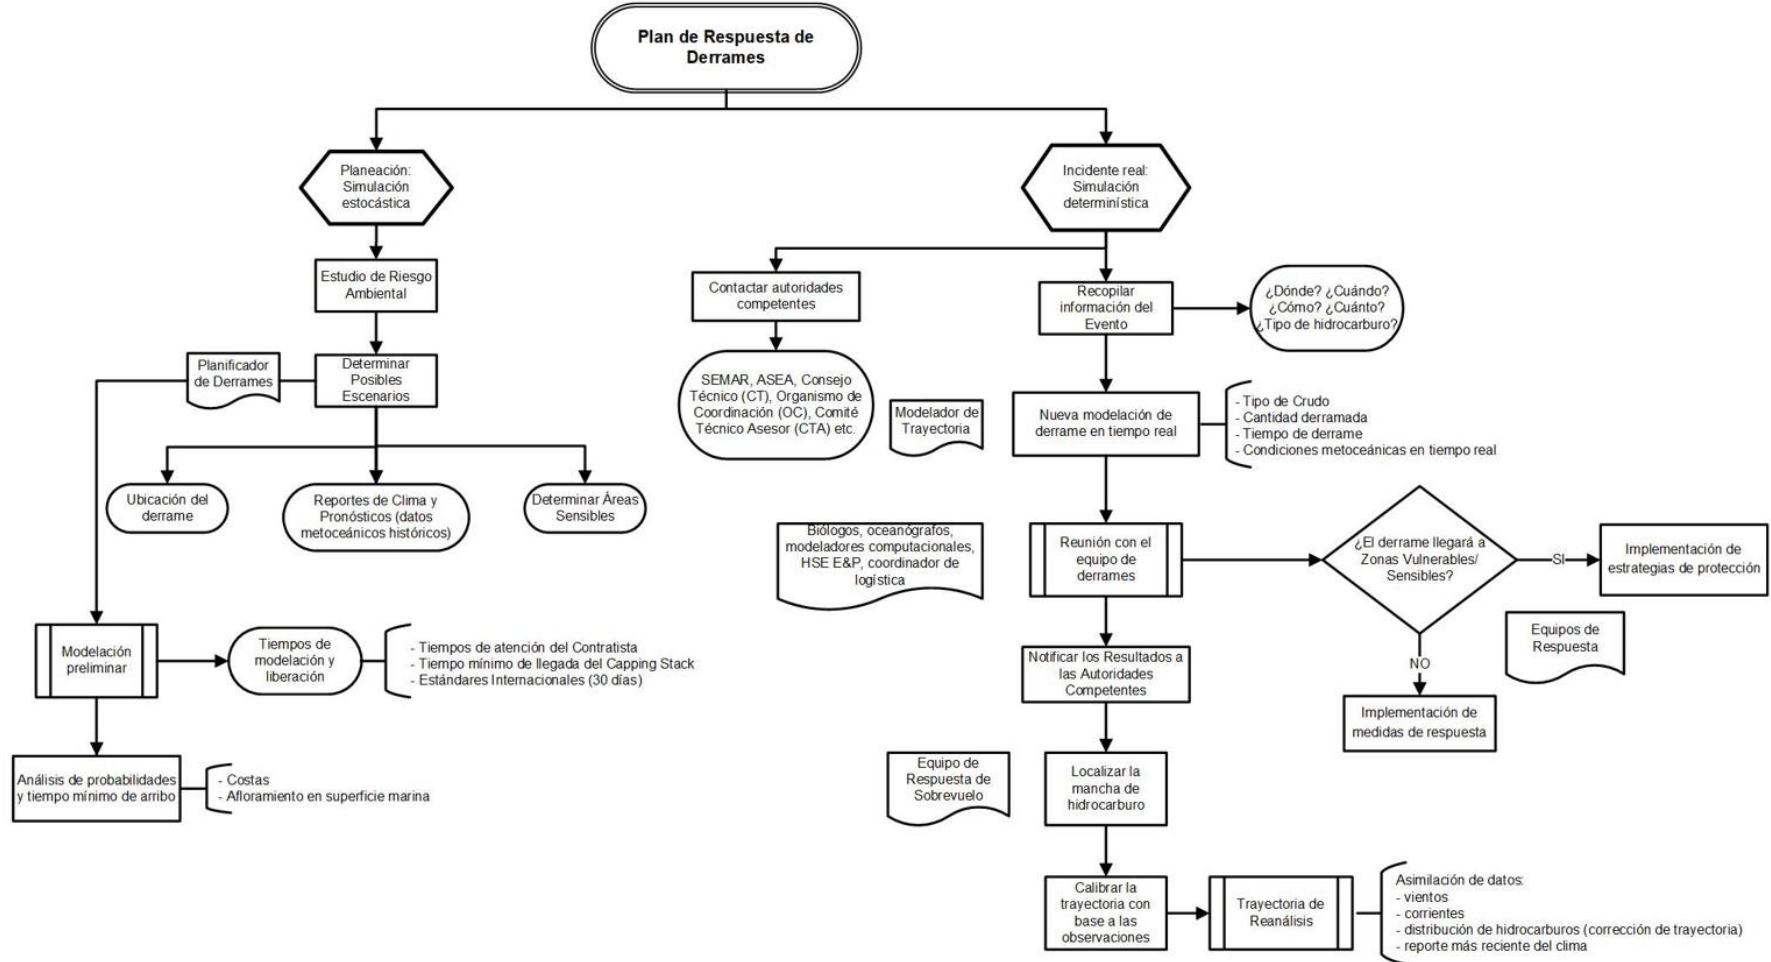 Plan de Respuesta de
Derrames
Planeación:
Simulación
estocástica
Estudio de Riesgo
Ambiental
Planificador
de Derrames
Determinar
Posibles
Escenarios
Ubicación del
derrame
Reportes de Clima y
Pronósticos (datos
metoceánicos históricos)
Determinar Áreas
Sensibles
Modelación
preliminar
Tiempos de
modelación y
liberación
- Tiempos de atención del Contratista
- Tiempo mínimo de llegada del Capping Stack
- Estándares Internacionales (30 días)
Análisis de probabilidades
y tiempo mínimo de arribo
- Costas
- Afloramiento en superficie marina
Incidente real:
Simulación
determinística
Contactar autoridades
competentes
SEMAR, ASEA, Consejo
Técnico (CT), Organismo de
Coordinación (OC), Comité
Técnico Asesor (CTA) etc.
Recopilar
información del
Evento
¿Dónde? ¿Cuándo?
¿Cómo? ¿Cuánto?
¿Tipo de hidrocarburo?
Modelador de
Trayectoria
Nueva modelación de
derrame en tiempo real
- Tipo de Crudo
- Cantidad derramada
- Tiempo de derrame
- Condiciones metoceánicas en tiempo real
Biólogos, oceanógrafos,
modeladores computacionales,
HSE E&P, coordinador de
logística
Reunión con el
equipo de
derrames
¿El derrame llegará a
Zonas Vulnerables/
Sensibles?
SI
Implementación de
estrategias de protección
Equipos de
Respuesta
NO
Implementación de
medidas de respuesta
Notificar los Resultados a
las Autoridades
Competentes
Equipo de
Respuesta de
Sobrevuelo
Localizar la
mancha de
hidrocarburo
Calibrar la
trayectoria con
base a las
observaciones
Trayectoria de
Reanálisis
Asimilación de datos:
- vientos
- corrientes
- distribución de hidrocarburos (corrección de trayectoria)
- reporte más reciente del clima